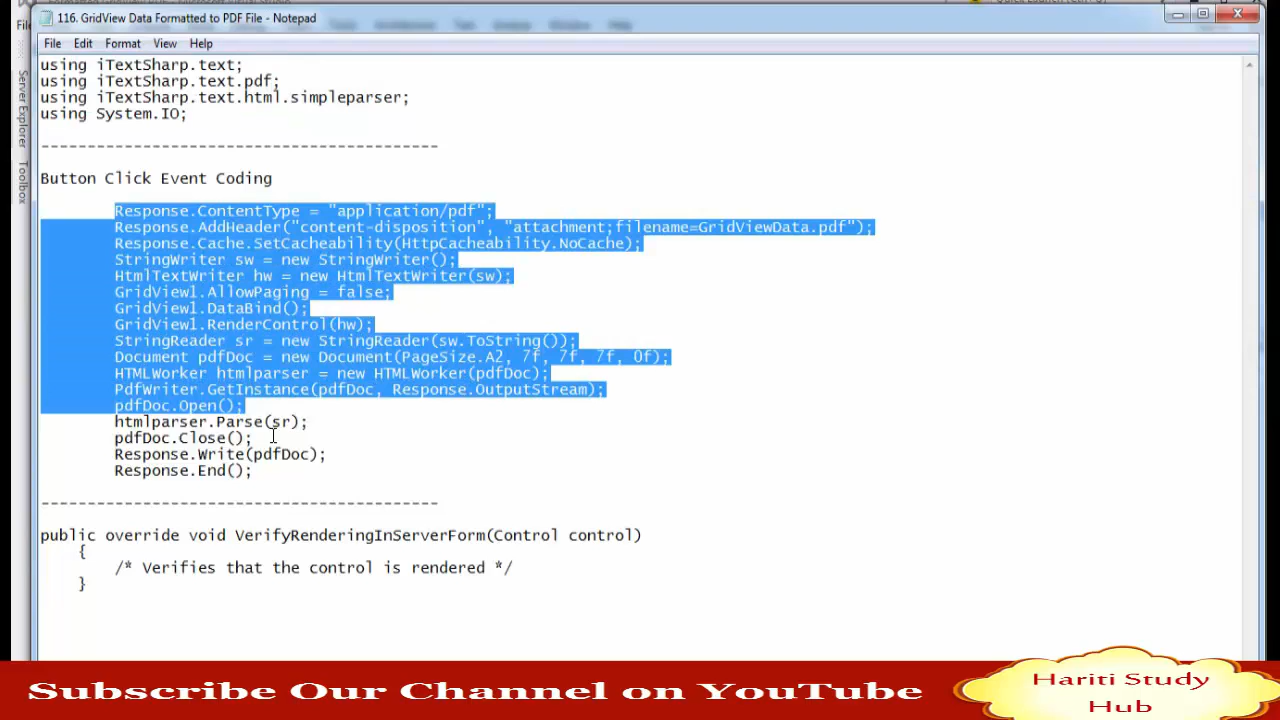 116. GridView Data Formatted to PDF File - Notepad
File Edit Format View Help
Server Explorer
Toolbox
using iTextSharp.text;
using iTextSharp.text.pdf;
using iTextSharp.text.html.simpleparser;
using System.IO;
-------------------------------------------
Button Click Event Coding
Response.ContentType = "application/pdf";
Response.AddHeader("content-disposition", "attachment;filename=GridViewData.pdf");
Response.Cache.SetCacheability(HttpCacheability.NoCache);
StringWriter sw = new StringWriter();
HtmlTextWriter hw = new HtmlTextWriter(sw);
GridView1.AllowPaging = false;
GridView1.DataBind();
GridView1.RenderControl(hw);
StringReader sr = new StringReader(sw.ToString());
Document pdfDoc = new Document(PageSize.A2, 7f, 7f, 7f, 0f);
HTMLWorker htmlparser = new HTMLWorker(pdfDoc);
PdfWriter.GetInstance(pdfDoc, Response.OutputStream);
pdfDoc.Open();
htmlparser.Parse(sr);
pdfDoc.Close();
Response.Write(pdfDoc);
Response.End();
-------------------------------------------
public override void VerifyRenderingInServerForm(Control control)
{
/* Verifies that the control is rendered */
}
Subscribe Our Channel on YouTube
Hariti Study
Hub